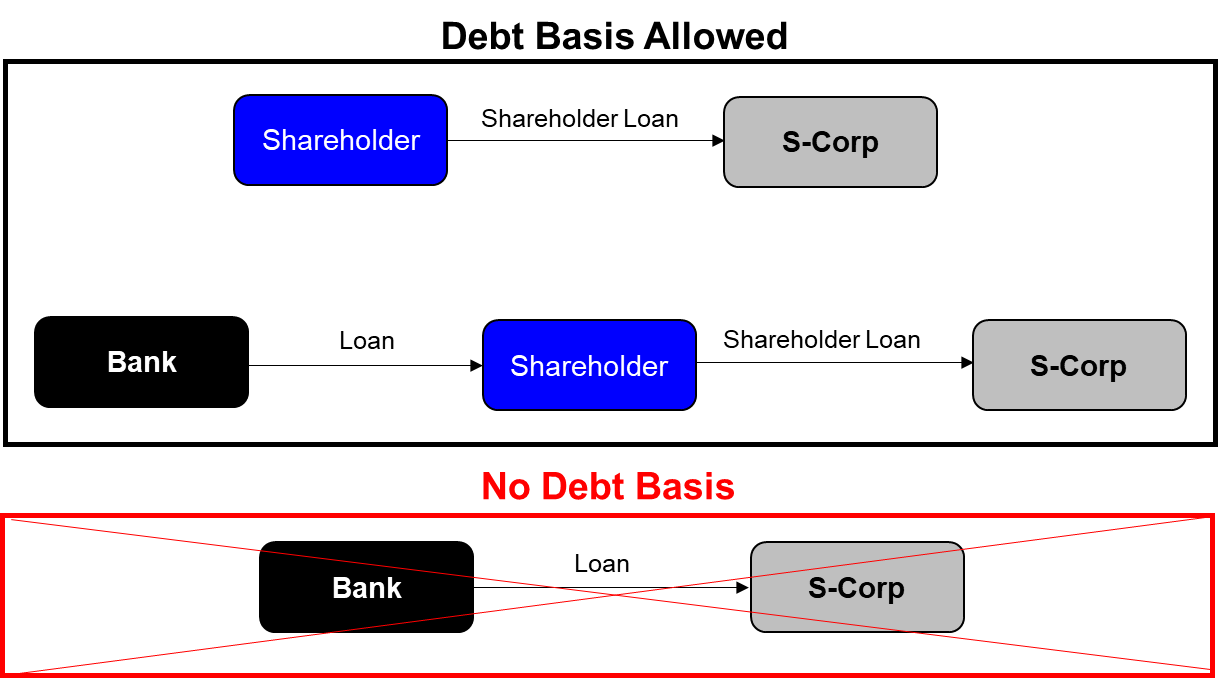 Debt Basis Allowed
Shareholder Loan
Shareholder
S-Corp
Loan
Shareholder Loan
Bank
Shareholder
S-Corp
No Debt Basis
Loan
Bank
S-Corp